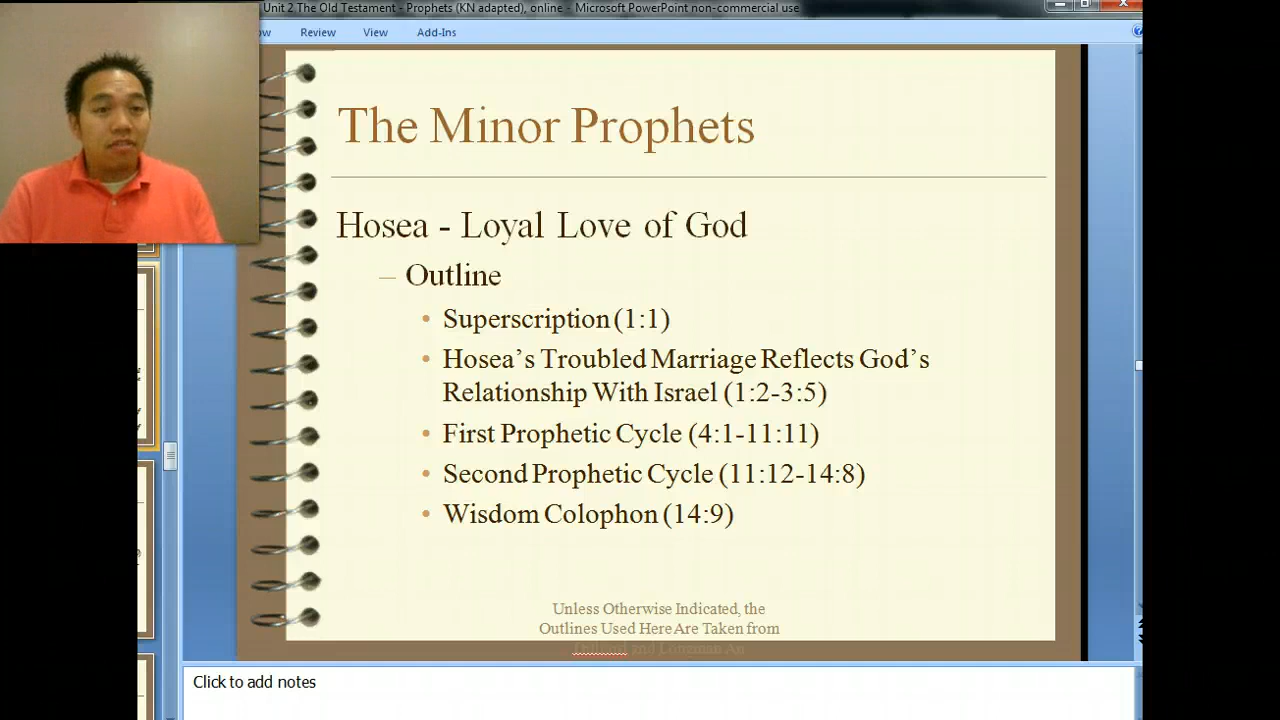 Unit 2 The Old Testament - Prophets (KN adapted), online - Microsoft PowerPoint non-commercial use
Review View Add-Ins
The Minor Prophets
Hosea - Loyal Love of God
– Outline
• Superscription (1:1)
• Hosea’s Troubled Marriage Reflects God’s
Relationship With Israel (1:2-3:5)
• First Prophetic Cycle (4:1-11:11)
• Second Prophetic Cycle (11:12-14:8)
• Wisdom Colophon (14:9)
Unless Otherwise Indicated, the
Outlines Used Here Are Taken from
and Longman An
Click to add notes